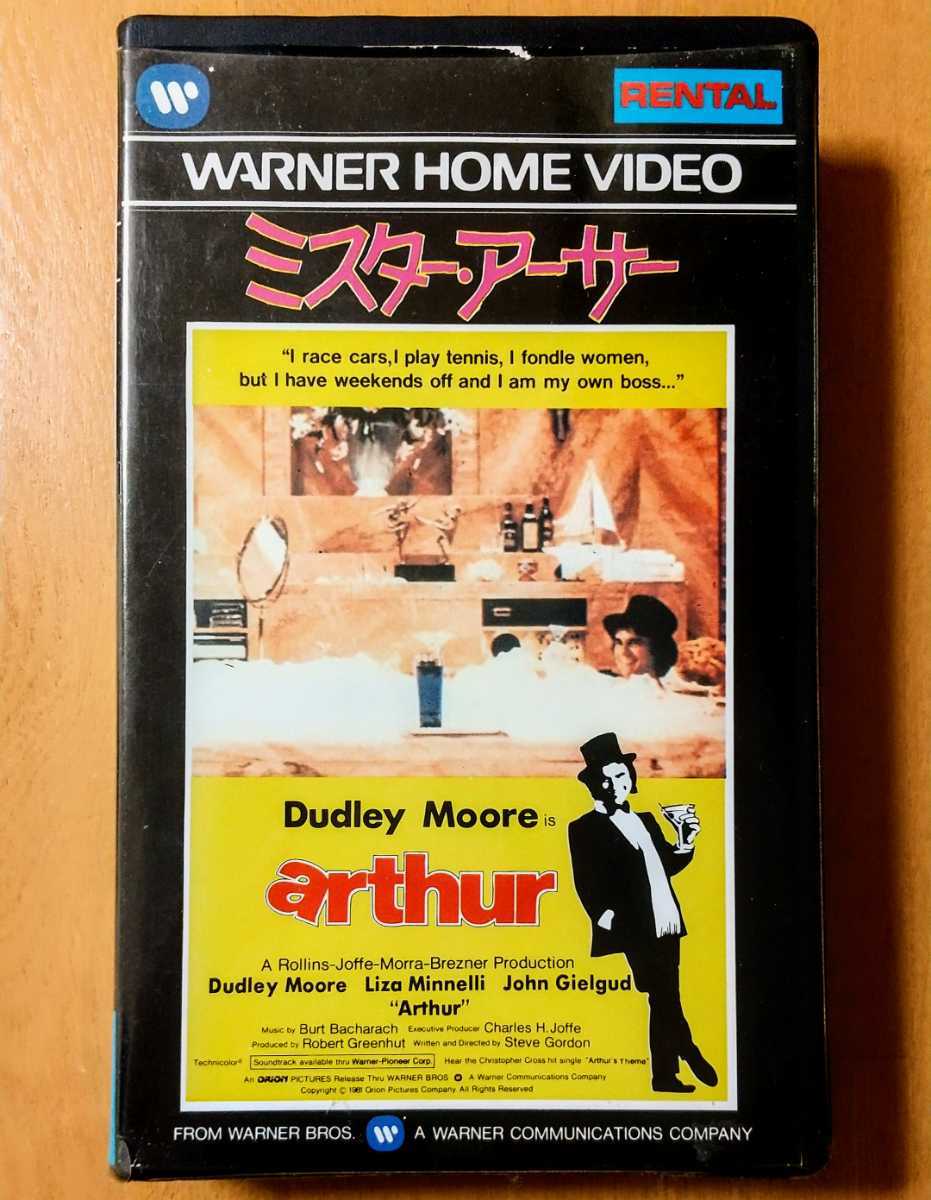 RENTAL
WARNER HOME VIDEO
ミスター・アーサー
“I race cars,I play tennis, I fondle women,
but I have weekends off and I am my own boss...”
Dudley Moore is
arthur
A Rollins-Joffe-Morra-Brezner Production
Dudley Moore Liza Minnelli John Gielgud
“Arthur”
Music by Burt Bacharach Executive Producer Charles H. Joffe
Produced by Robert Greenhut Written and Directed by Steve Gordon
Technicolor® Soundtrack available thru Warner-Pioneer Corp. Hear the Christopher Cross hit single "Arthur's Theme"
An ORION PICTURES Release Thru WARNER BROS A Warner Communications Company
Copyright © 1981 Orion Pictures Company. All Rights Reserved
FROM WARNER BROS. A WARNER COMMUNICATIONS COMPANY